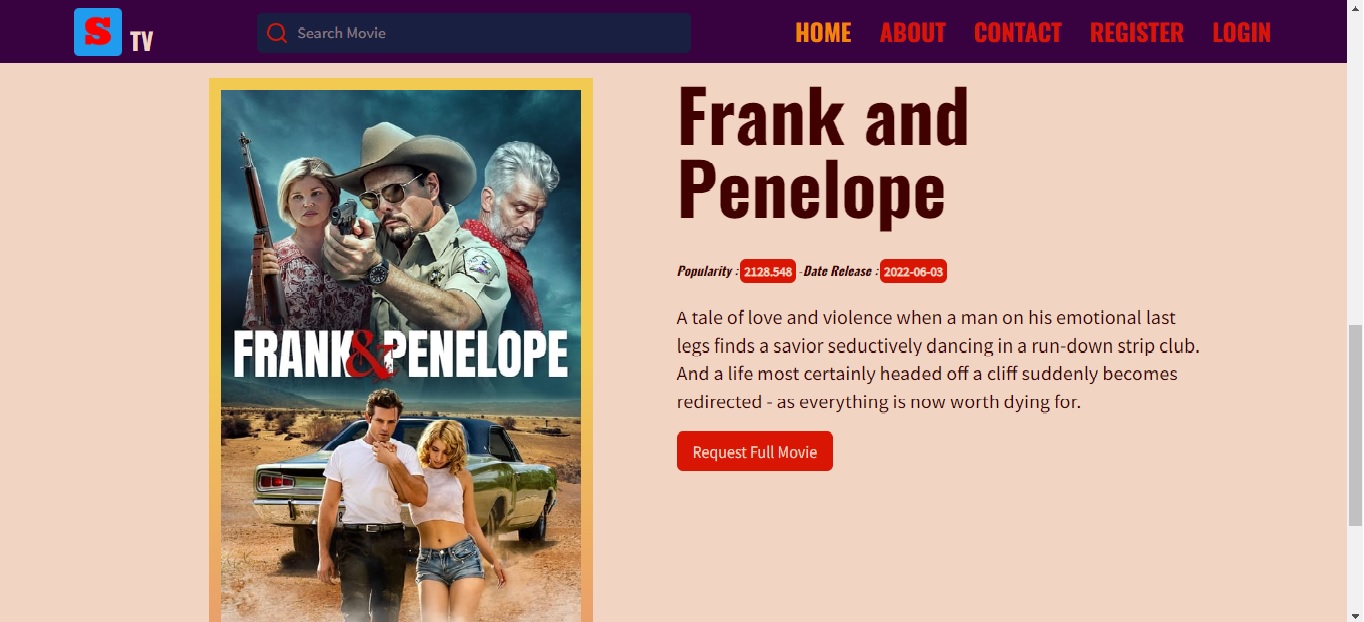 S TV
Search Movie
HOME ABOUT CONTACT REGISTER LOGIN
FRANK & PENELOPE
Frank and
Penelope
Popularity : 2128.548 - Date Release : 2022-06-03
A tale of love and violence when a man on his emotional last
legs finds a savior seductively dancing in a run-down strip club.
And a life most certainly headed off a cliff suddenly becomes
redirected - as everything is now worth dying for.
Request Full Movie